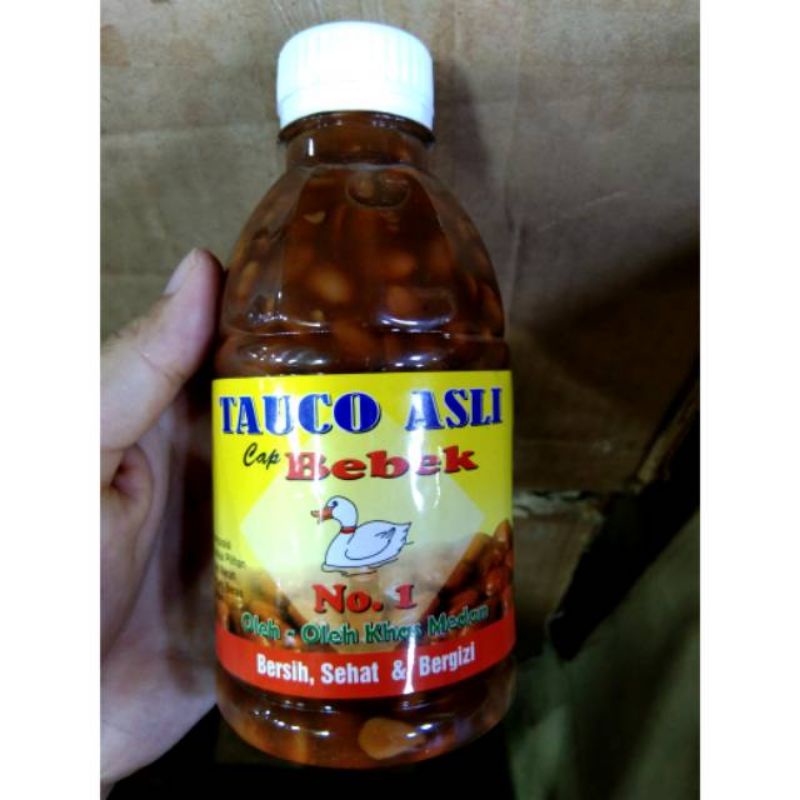 TAUCO ASLI
Cap Bebek
No. 1
Oleh - Oleh Khas Medan
Bersih, Sehat & Bergizi